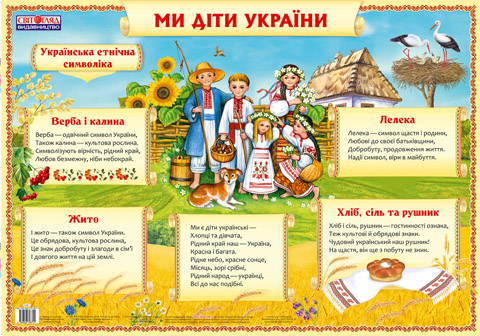 СВІТОГЛЯД
ВИДАВНИЦТВО
МИ ДІТИ УКРАЇНИ
Українська етнічна
символіка
Верба і калина
Верба — одвічний символ України,
Також калина — культова рослина.
Символізують вірність, рідний край,
Любов безмежну, ніби небокрай.
Лелека
Лелека — символ щастя і родини,
Любові до своєї батьківщини,
Добробуту, продовження життя.
Надії символ, віри в майбуття.
Жито
І жито — також символ України.
Це обрядова, культова рослина,
Це знак добробуту і злагоди в сім'ї
І довгого життя на цій землі.
Ми є діти українські —
Хлопці та дівчата,
Рідний край наш — Україна,
Красна і багата.
Рідне небо, красне сонце,
Місяць, зорі срібні,
Рідний народ — українці,
Всі до нас подібні.
Хліб, сіль та рушник
Хліб і сіль, рушник — гостинності ознака,
Теж культові й обрядові знаки.
Чудовий український наш рушник!
На щастя, він ще з побуту не зник.